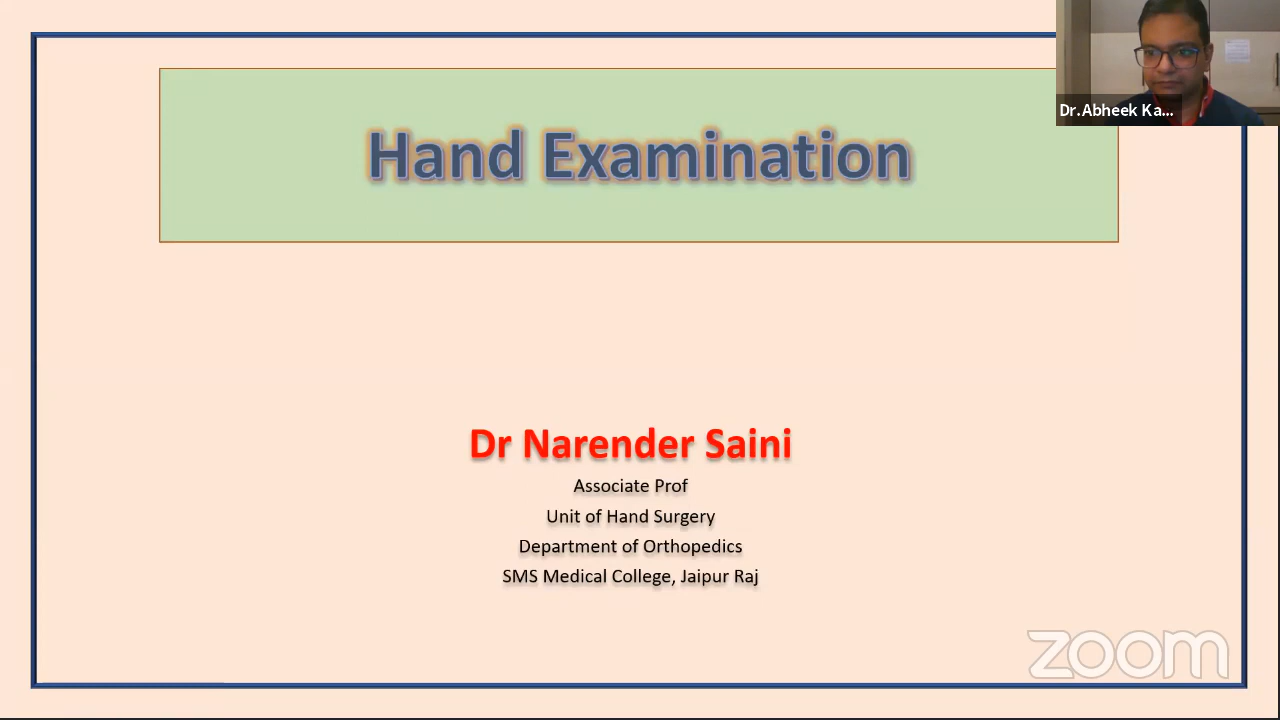 Hand Examination
Dr.Abheek Ka...
Dr Narender Saini
Associate Prof
Unit of Hand Surgery
Department of Orthopedics
SMS Medical College, Jaipur Raj
zoom